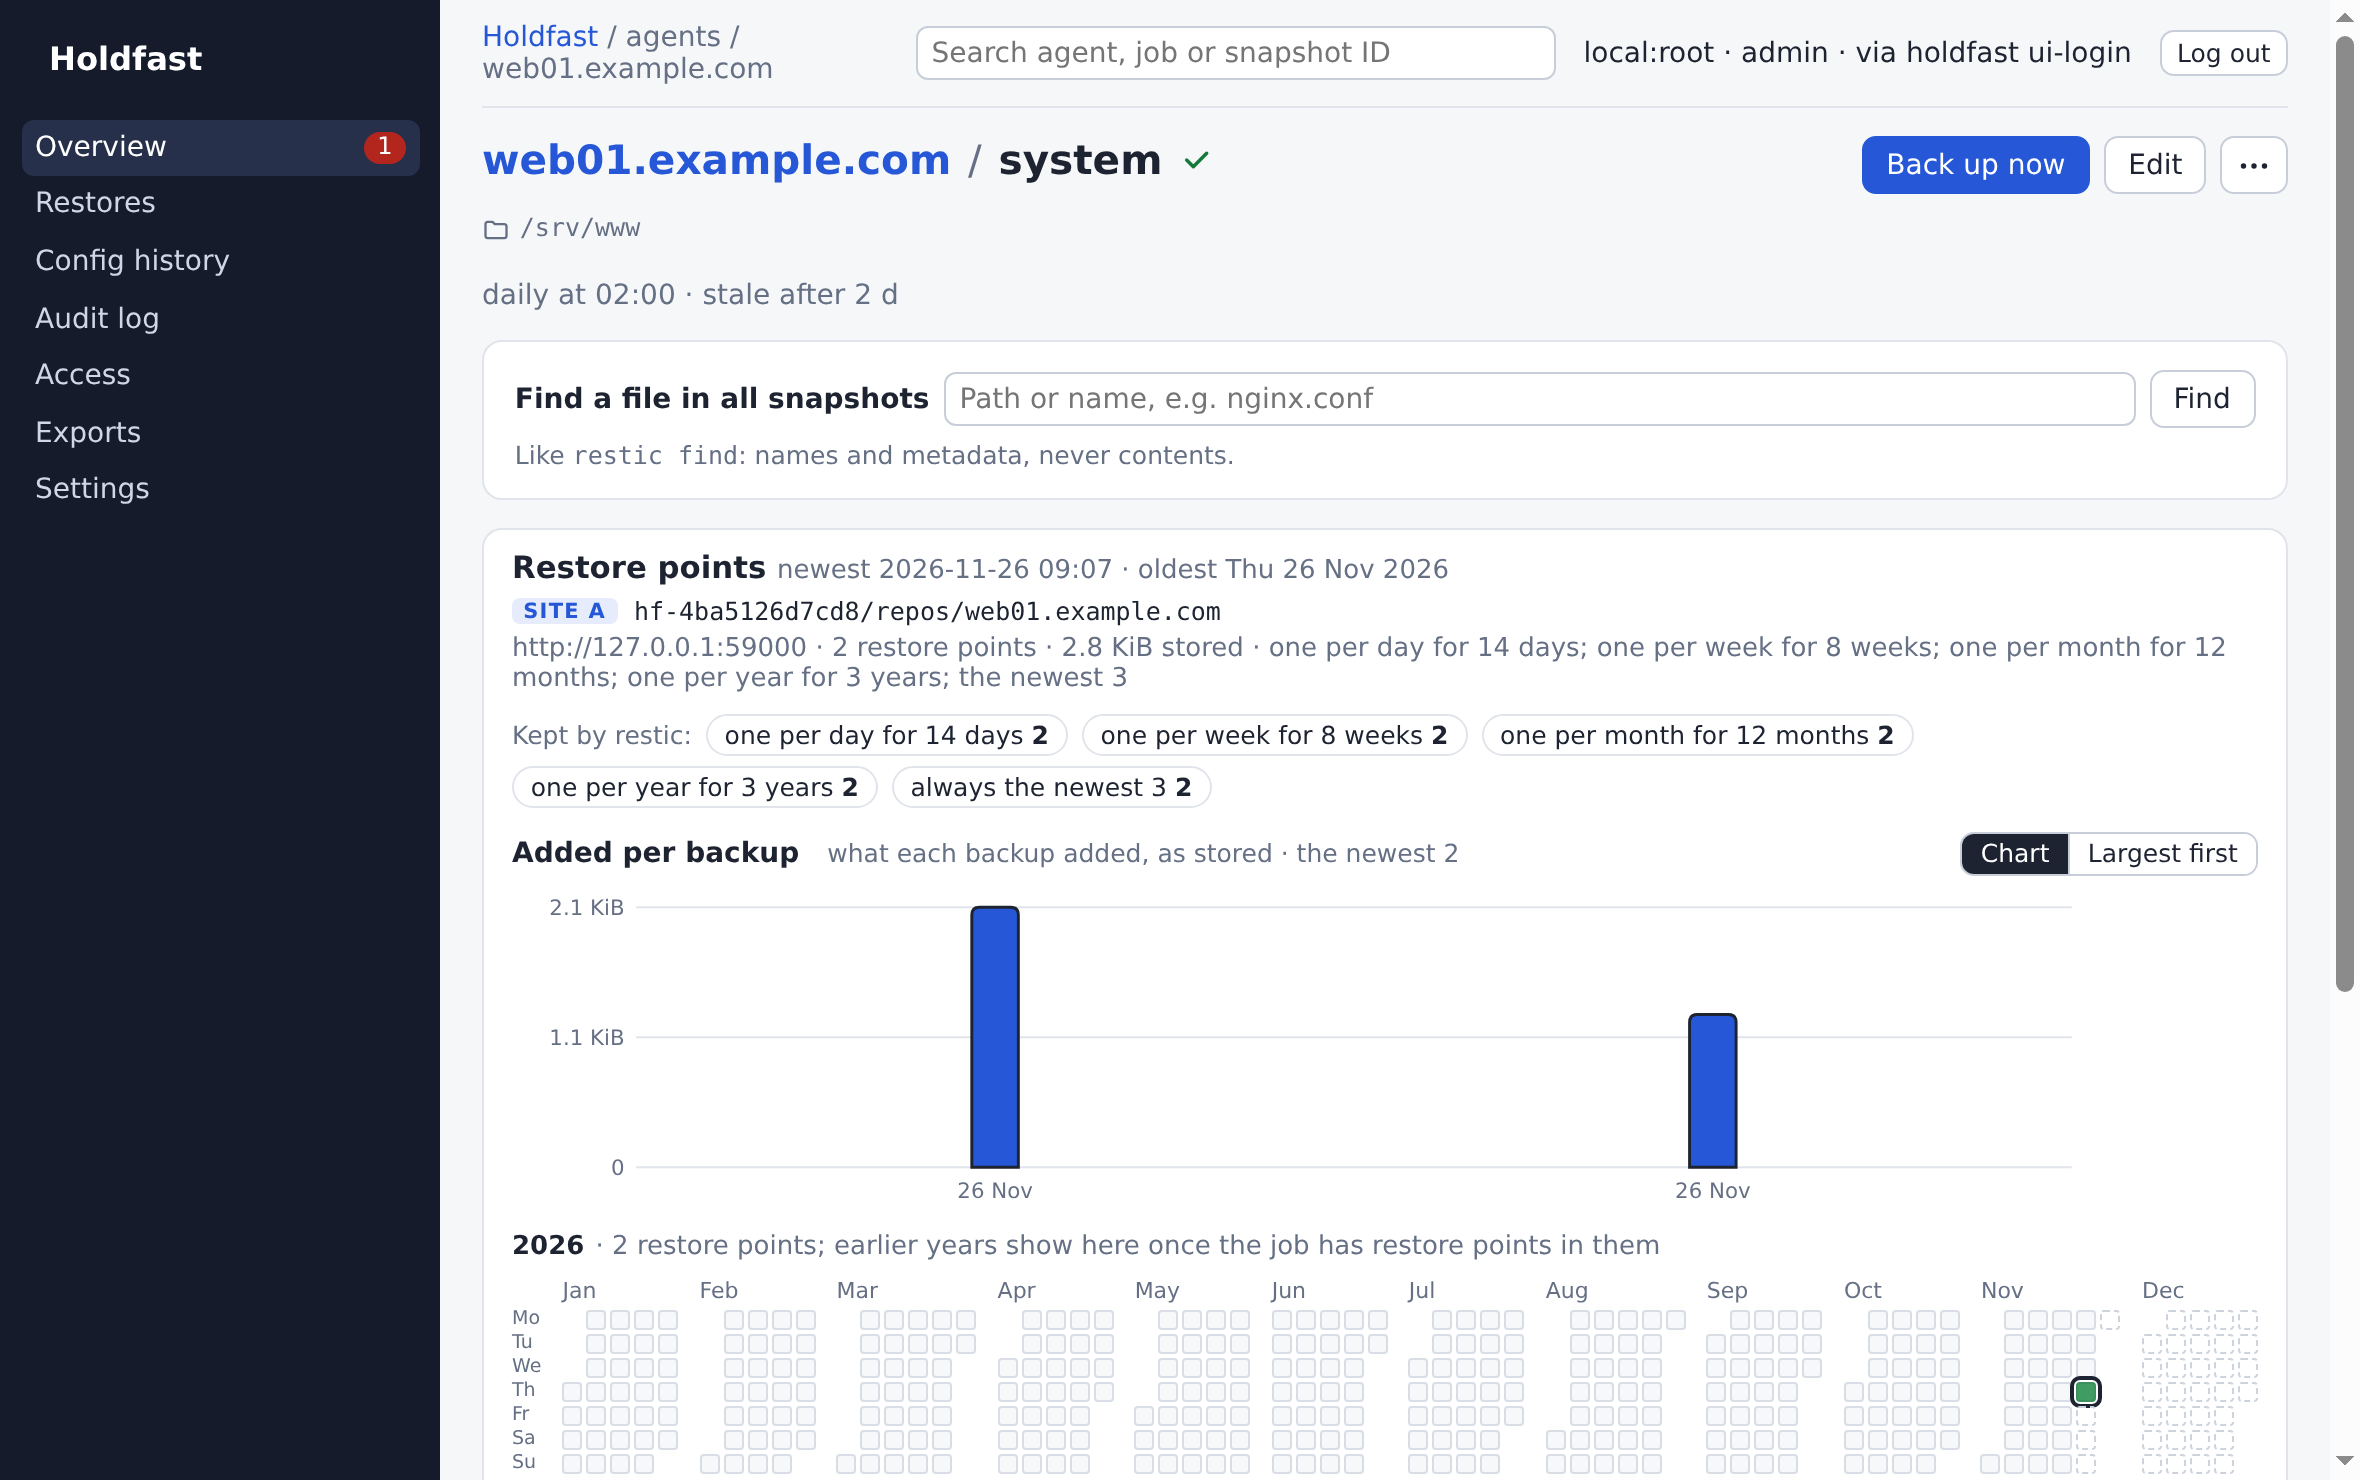 Holdfast
Overview 1
Restores
Config history
Audit log
Access
Exports
Settings
Holdfast / agents /
web01.example.com
Search agent, job or snapshot ID
local:root · admin · via holdfast ui-login
Log out
web01.example.com / system
Back up now
Edit
/srv/www
daily at 02:00 · stale after 2 d
Find a file in all snapshots
Path or name, e.g. nginx.conf
Find
Like restic find: names and metadata, never contents.
Restore points newest 2026-11-26 09:07 · oldest Thu 26 Nov 2026
SITE A hf-4ba5126d7cd8/repos/web01.example.com
http://127.0.0.1:59000 · 2 restore points · 2.8 KiB stored · one per day for 14 days; one per week for 8 weeks; one per month for 12
months; one per year for 3 years; the newest 3
Kept by restic: one per day for 14 days 2 one per week for 8 weeks 2 one per month for 12 months 2
one per year for 3 years 2 always the newest 3 2
Added per backup what each backup added, as stored · the newest 2
Chart Largest first
2.1 KiB
1.1 KiB
0
26 Nov 26 Nov
2026 · 2 restore points; earlier years show here once the job has restore points in them
Jan Feb Mar Apr May Jun Jul Aug Sep Oct Nov Dec
Mo
Tu
We
Th
Fr
Sa
Su